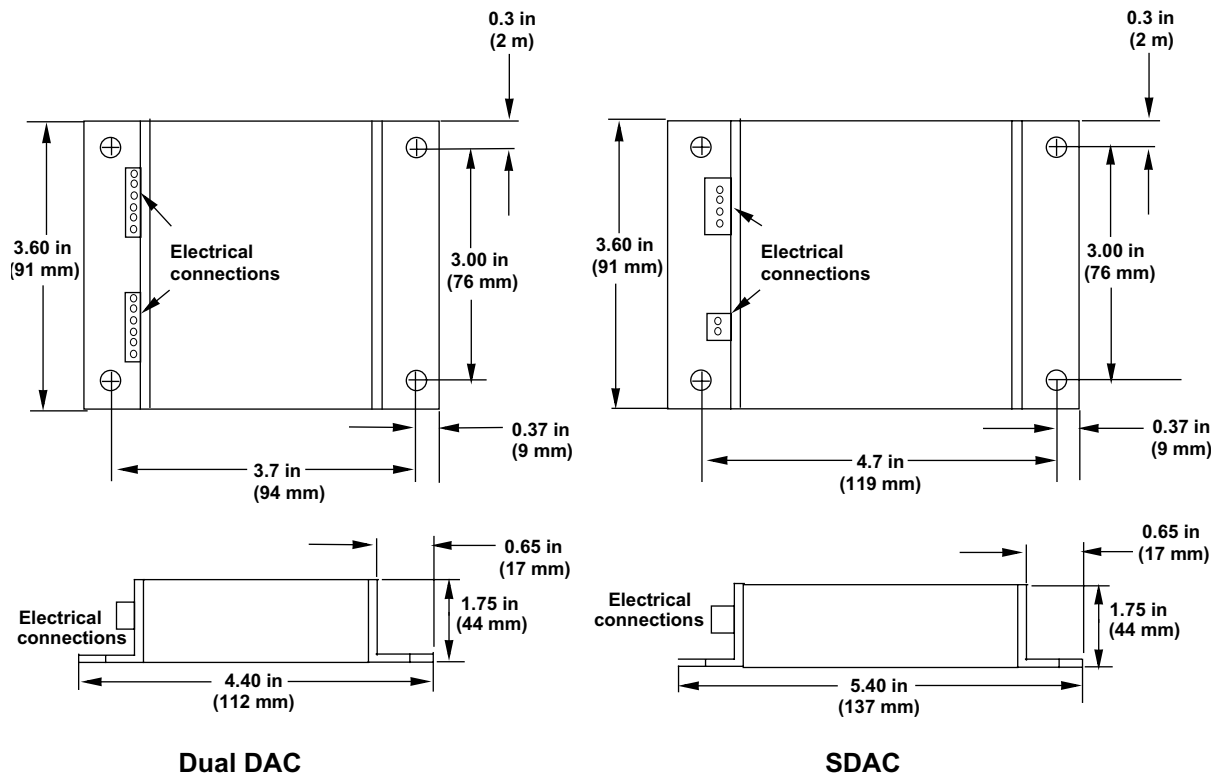 0.3 in
(2 m)
3.60 in
(91 mm)
Electrical
connections
3.00 in
(76 mm)
0.37 in
(9 mm)
3.7 in
(94 mm)
0.65 in
(17 mm)
Electrical
connections
1.75 in
(44 mm)
4.40 in
(112 mm)
Dual DAC
0.3 in
(2 m)
3.60 in
(91 mm)
Electrical
connections
3.00 in
(76 mm)
0.37 in
(9 mm)
4.7 in
(119 mm)
0.65 in
(17 mm)
Electrical
connections
1.75 in
(44 mm)
5.40 in
(137 mm)
SDAC